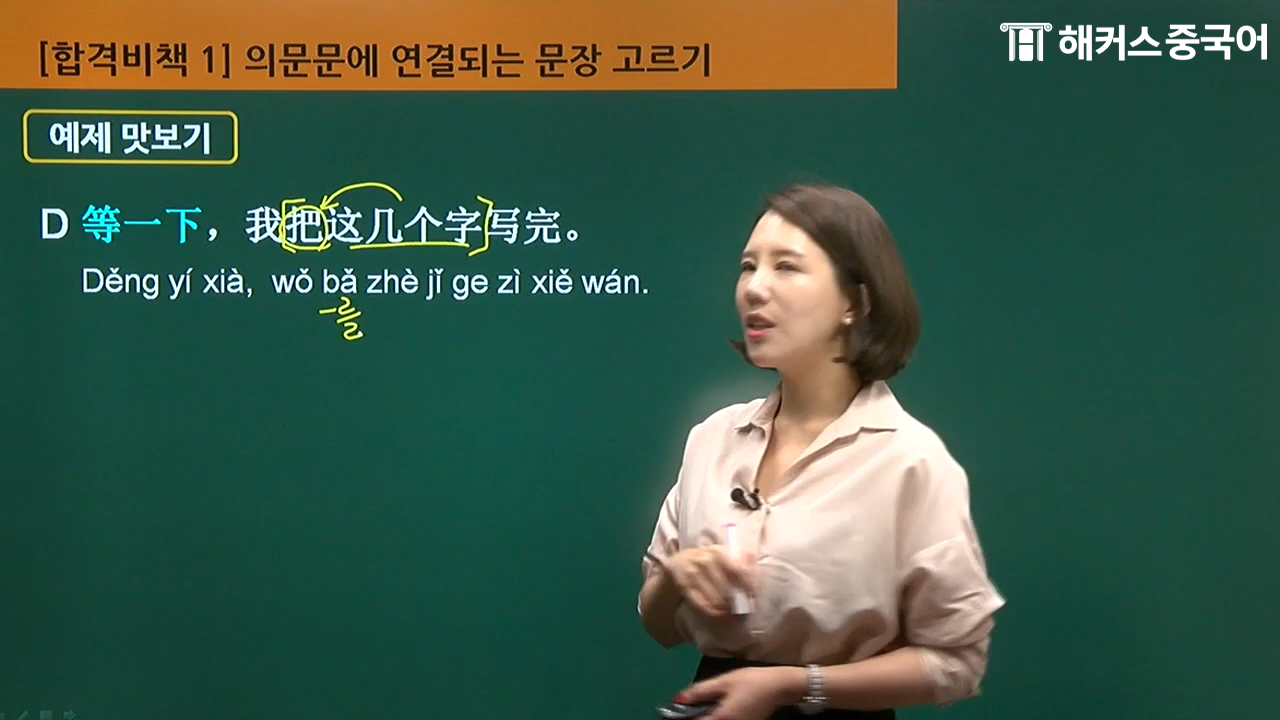 [합격비책 1] 의문문에 연결되는 문장 고르기
해커스중국어
예제 맛보기
D 等一下，我把这几个字写完。
Děng yí xià, wǒ bǎ zhè jǐ ge zì xiě wán.
-를